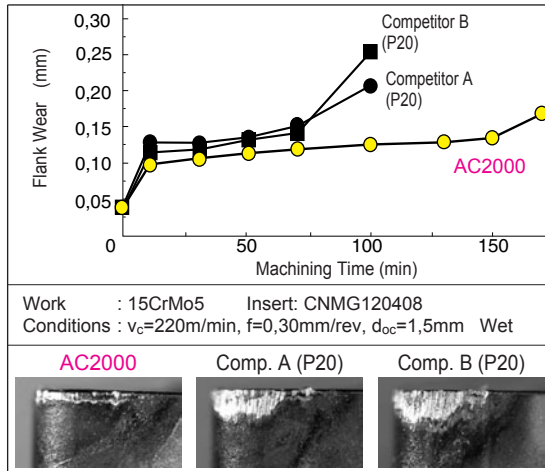 0,30
0,25
0,20
0,15
0,10
0,05
Flank Wear (mm)
Competitor B
(P20)
Competitor A
(P20)
AC2000
0
50
100
150
Machining Time (min)
Work : 15CrMo5 Insert: CNMG120408
Conditions : vc=220m/min, f=0,30mm/rev, doc=1,5mm Wet
AC2000
Comp. A (P20)
Comp. B (P20)